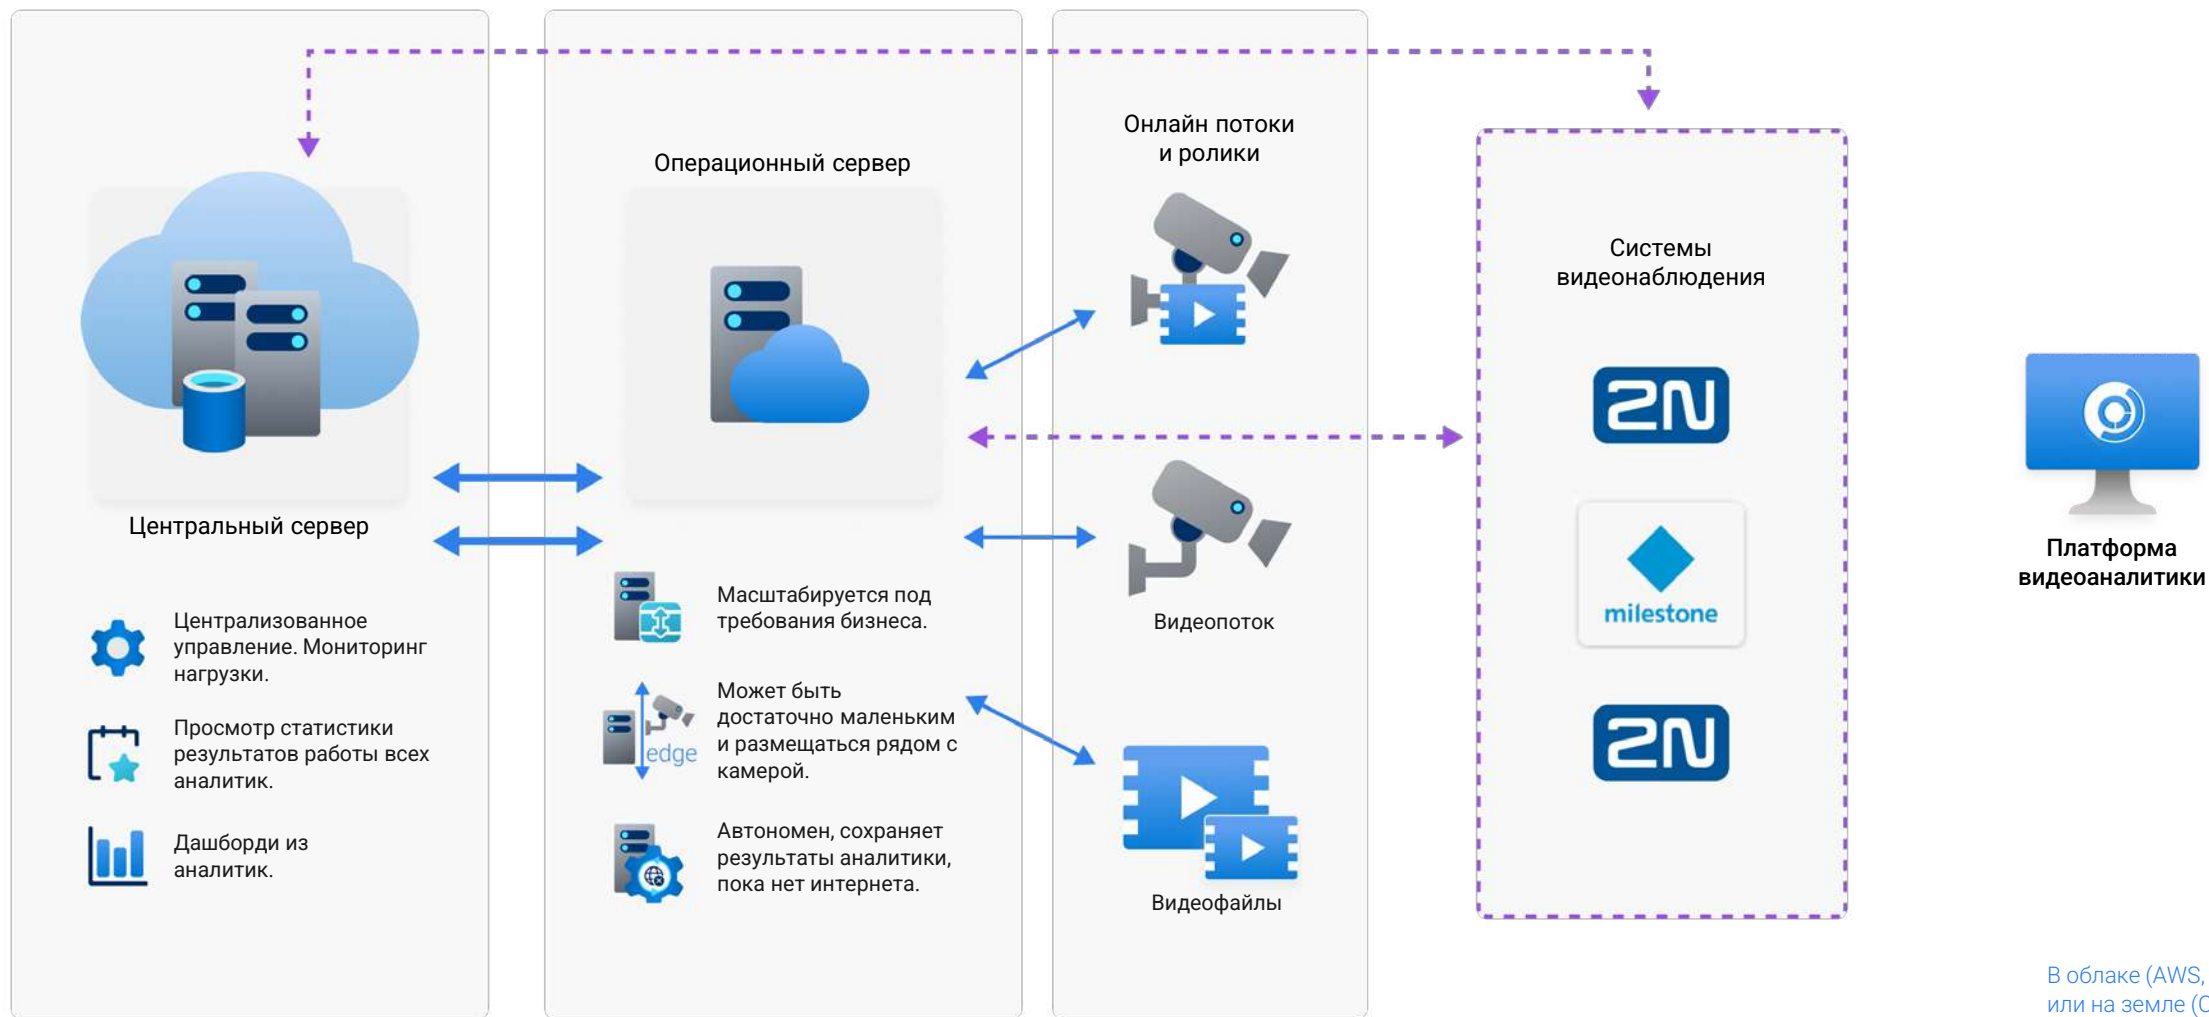 Центральный сервер
Централизованное
управление. Мониторинг
нагрузки.
Просмотр статистики
результатов работы всех
аналитик.
Дашборди из
аналитик.
Операционный сервер
Масштабируется под
требования бизнеса.
edge
Может быть
достаточно маленьким
и размещаться рядом с
камерой.
Автономен, сохраняет
результаты аналитики,
пока нет интернета.
Онлайн потоки
и ролики
Видеопоток
Видеофайлы
Системы
видеонаблюдения
2N
milestone
2N
Платформа
видеоаналитики
В облаке (AWS,
или на земле (